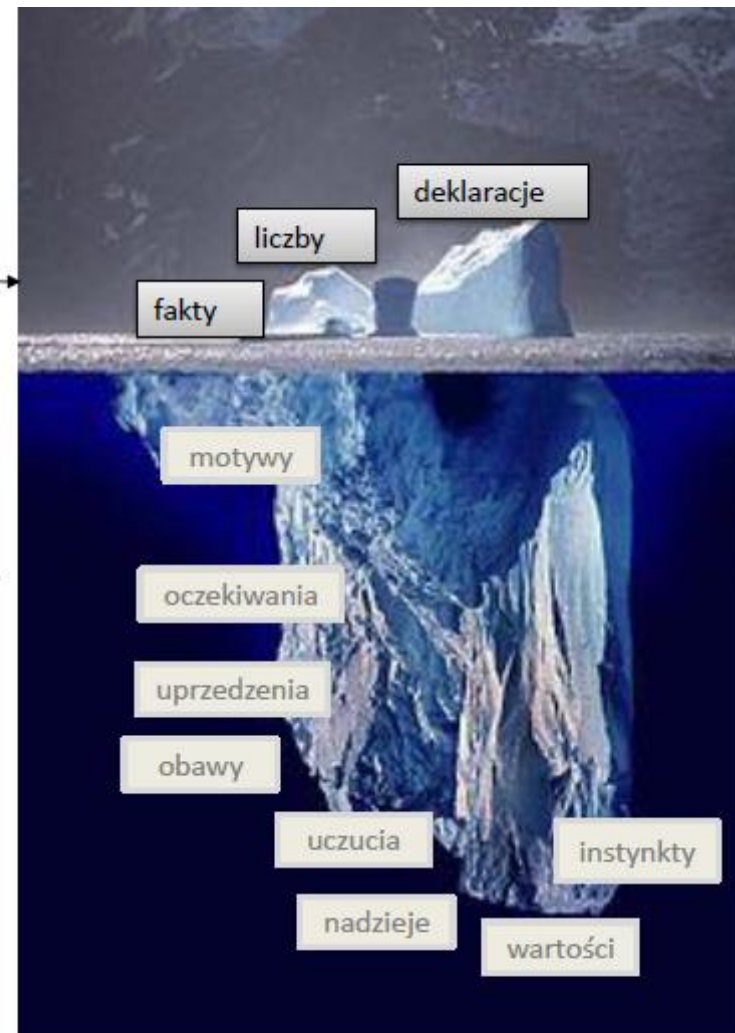 deklaracje
liczby
fakty
motywy
oczekiwania
uprzedzenia
obawy
uczucia
instynkty
nadzieje
wartości